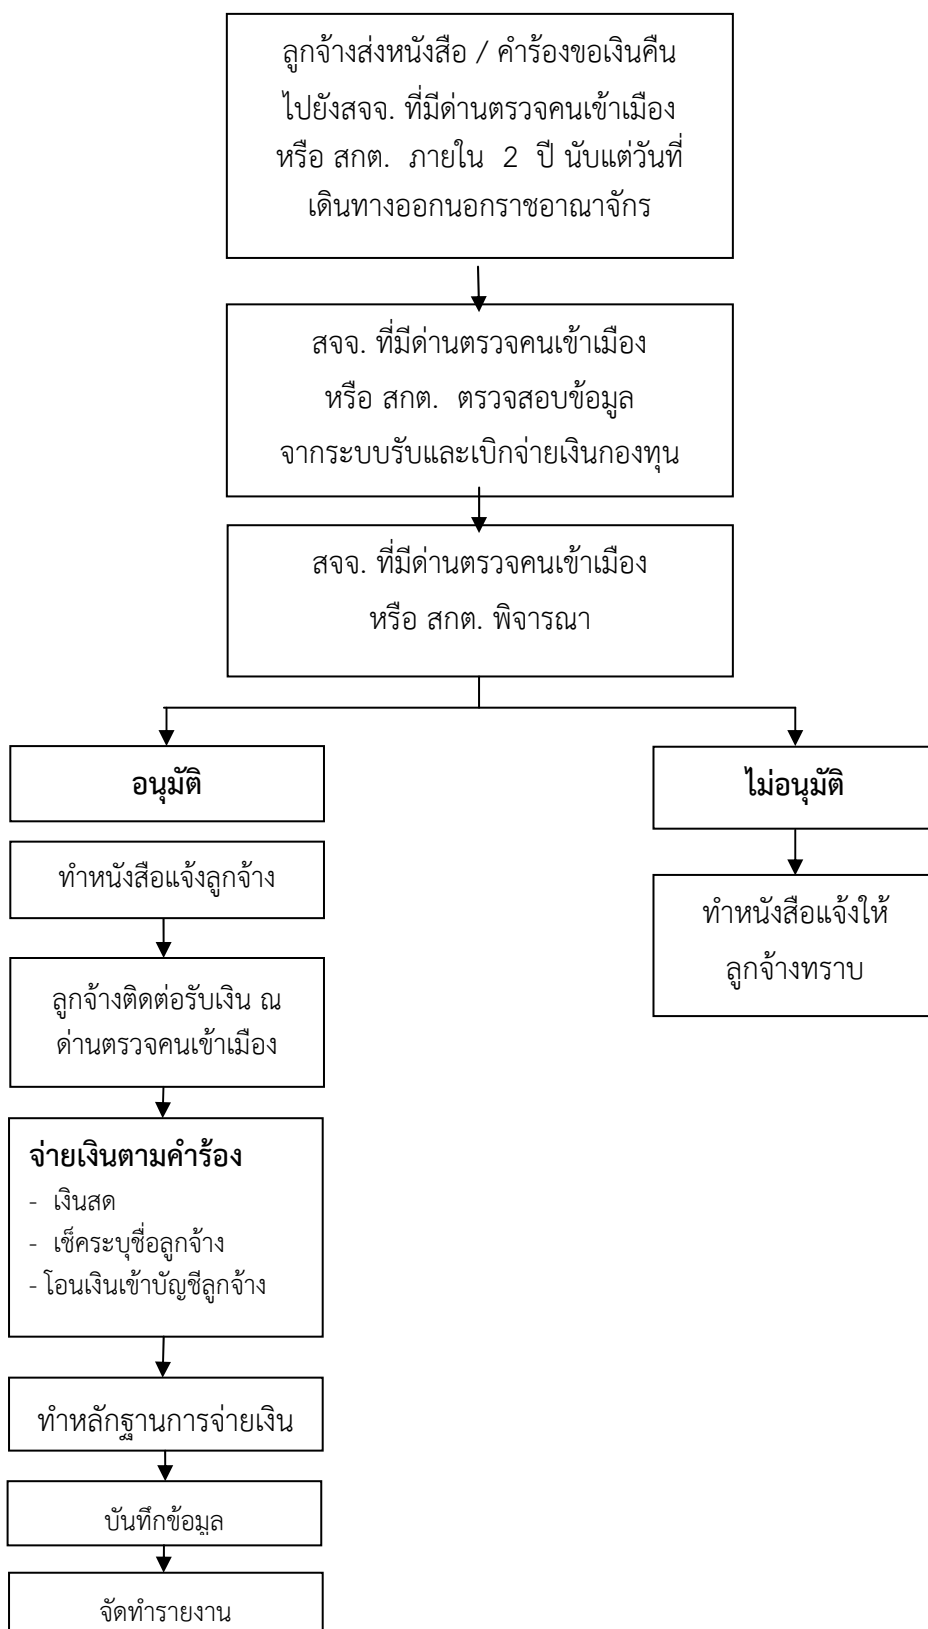 ลูกจ้างส่งหนังสือ / คำร้องขอเงินคืน
ไปยังสจจ. ที่มีด่านตรวจคนเข้าเมือง
หรือ สกต. ภายใน 2 ปี นับแต่วันที่
เดินทางออกนอกราชอาณาจักร
สจจ. ที่มีด่านตรวจคนเข้าเมือง
หรือ สกต. ตรวจสอบข้อมูล
จากระบบรับและเบิกจ่ายเงินกองทุน
สจจ. ที่มีด่านตรวจคนเข้าเมือง
หรือ สกต. พิจารณา
อนุมัติ
ทำหนังสือแจ้งลูกจ้าง
ลูกจ้างติดต่อรับเงิน ณ
ด่านตรวจคนเข้าเมือง
จ่ายเงินตามคำร้อง
- เงินสด
- เช็คระบุชื่อลูกจ้าง
- โอนเงินเข้าบัญชีลูกจ้าง
ทำหลักฐานการจ่ายเงิน
บันทึกข้อมูล
จัดทำรายงาน
ไม่อนุมัติ
ทำหนังสือแจ้งให้
ลูกจ้างทราบ